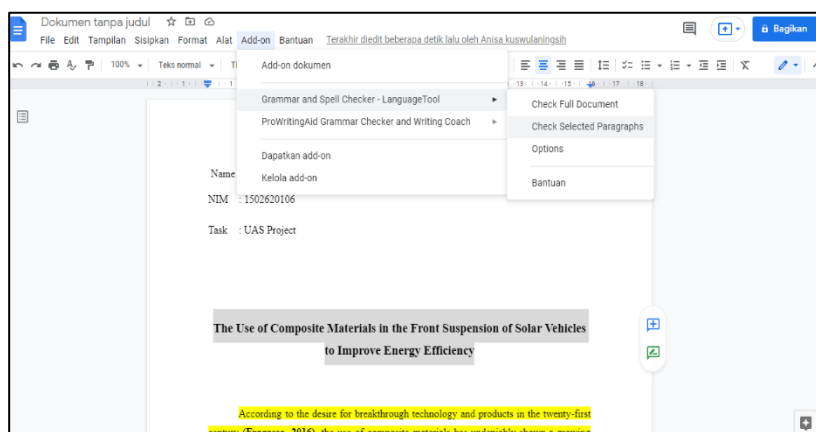 Dokumen tanpa judul
File Edit Tampilan Sisipkan Format Alat Add-on Bantuan Terakhir diedit beberapa detik lalu oleh Anisa kuswulaningsih
Bagikan
100% Teks normal
Add-on dokumen
Grammar and Spell Checker - LanguageTool
ProWritingAid Grammar Checker and Writing Coach
Dapatkan add-on
Kelola add-on
Check Full Document
Check Selected Paragraphs
Options
Bantuan
Name
NIM : 1502620106
Task : UAS Project
The Use of Composite Materials in the Front Suspension of Solar Vehicles
to Improve Energy Efficiency
According to the desire for breakthrough technology and products in the twenty-first